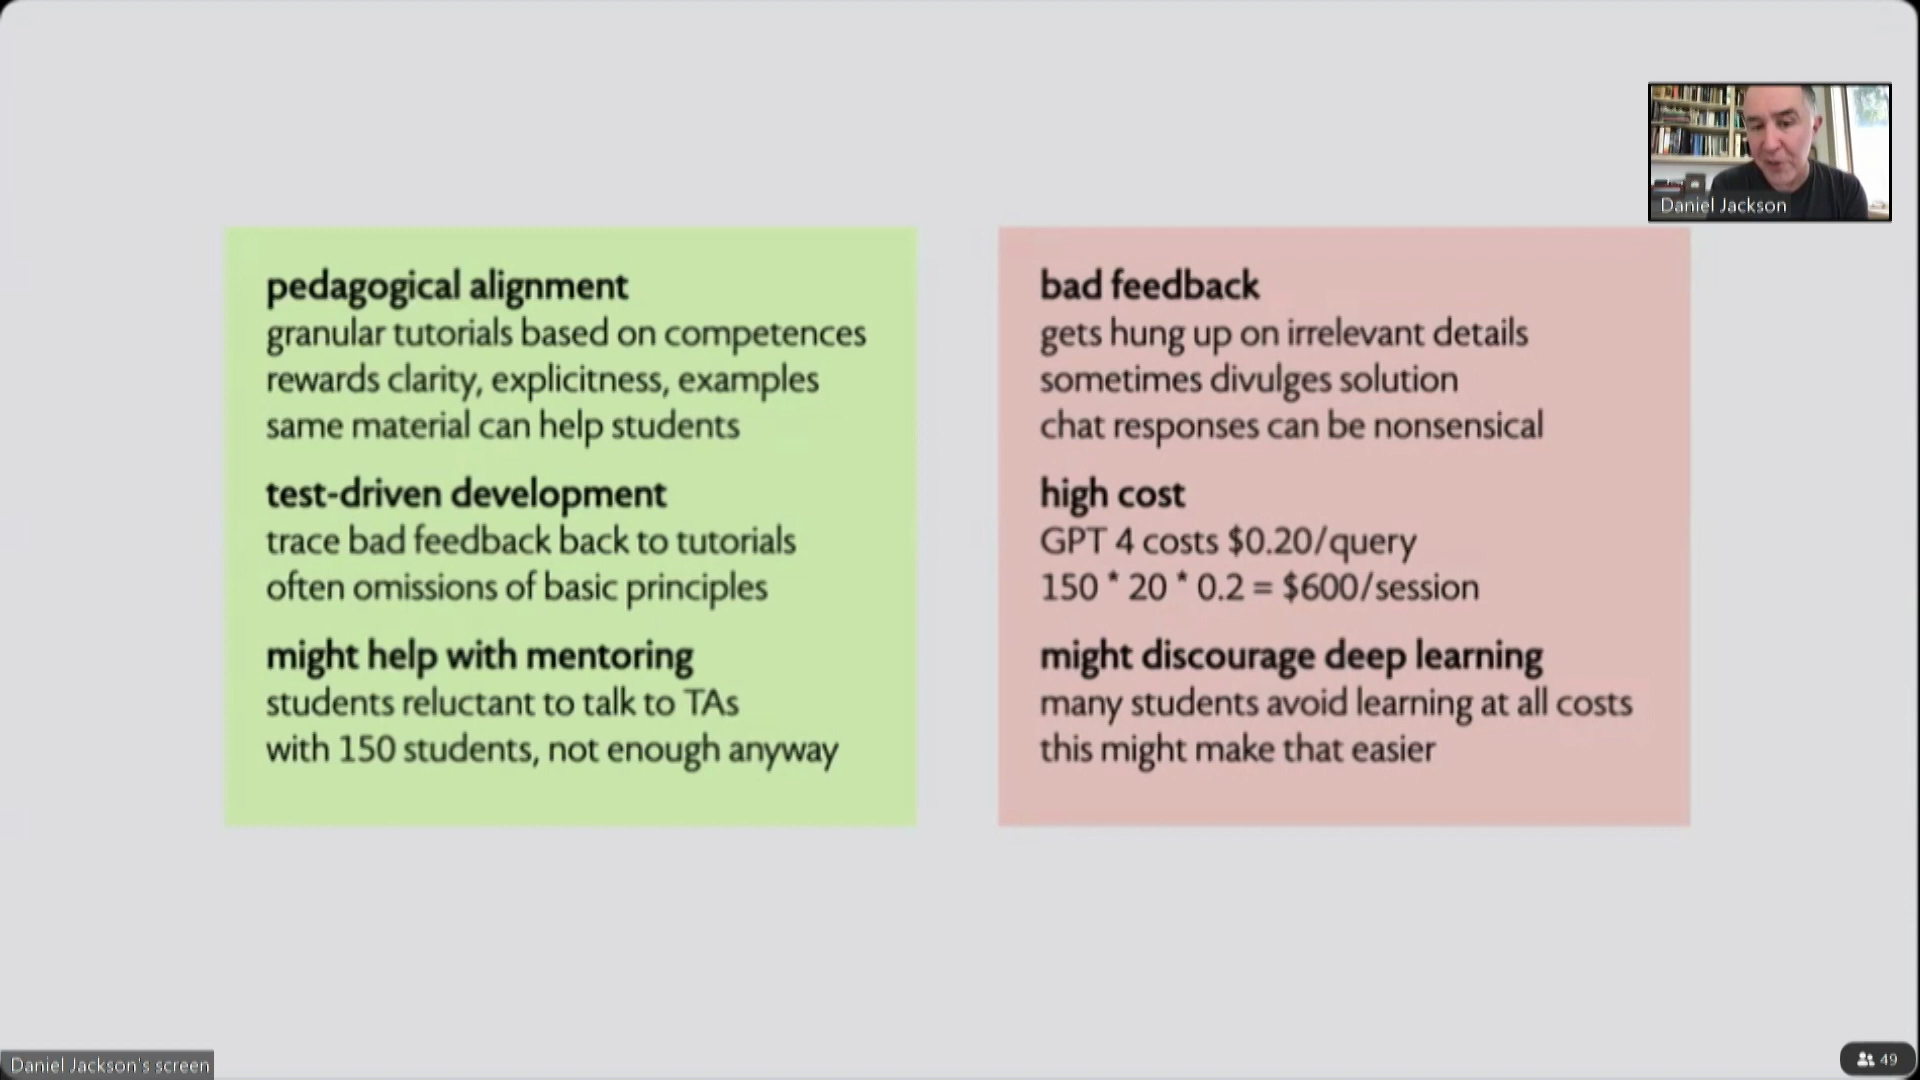 Daniel Jackson
pedagogical alignment
granular tutorials based on competences
rewards clarity, explicitness, examples
same material can help students
test-driven development
trace bad feedback back to tutorials
often omissions of basic principles
might help with mentoring
students reluctant to talk to TAs
with 150 students, not enough anyway
bad feedback
gets hung up on irrelevant details
sometimes divulges solution
chat responses can be nonsensical
high cost
GPT 4 costs $0.20/query
150 * 20 * 0.2 = $600/session
might discourage deep learning
many students avoid learning at all costs
this might make that easier
Daniel Jackson's screen
49